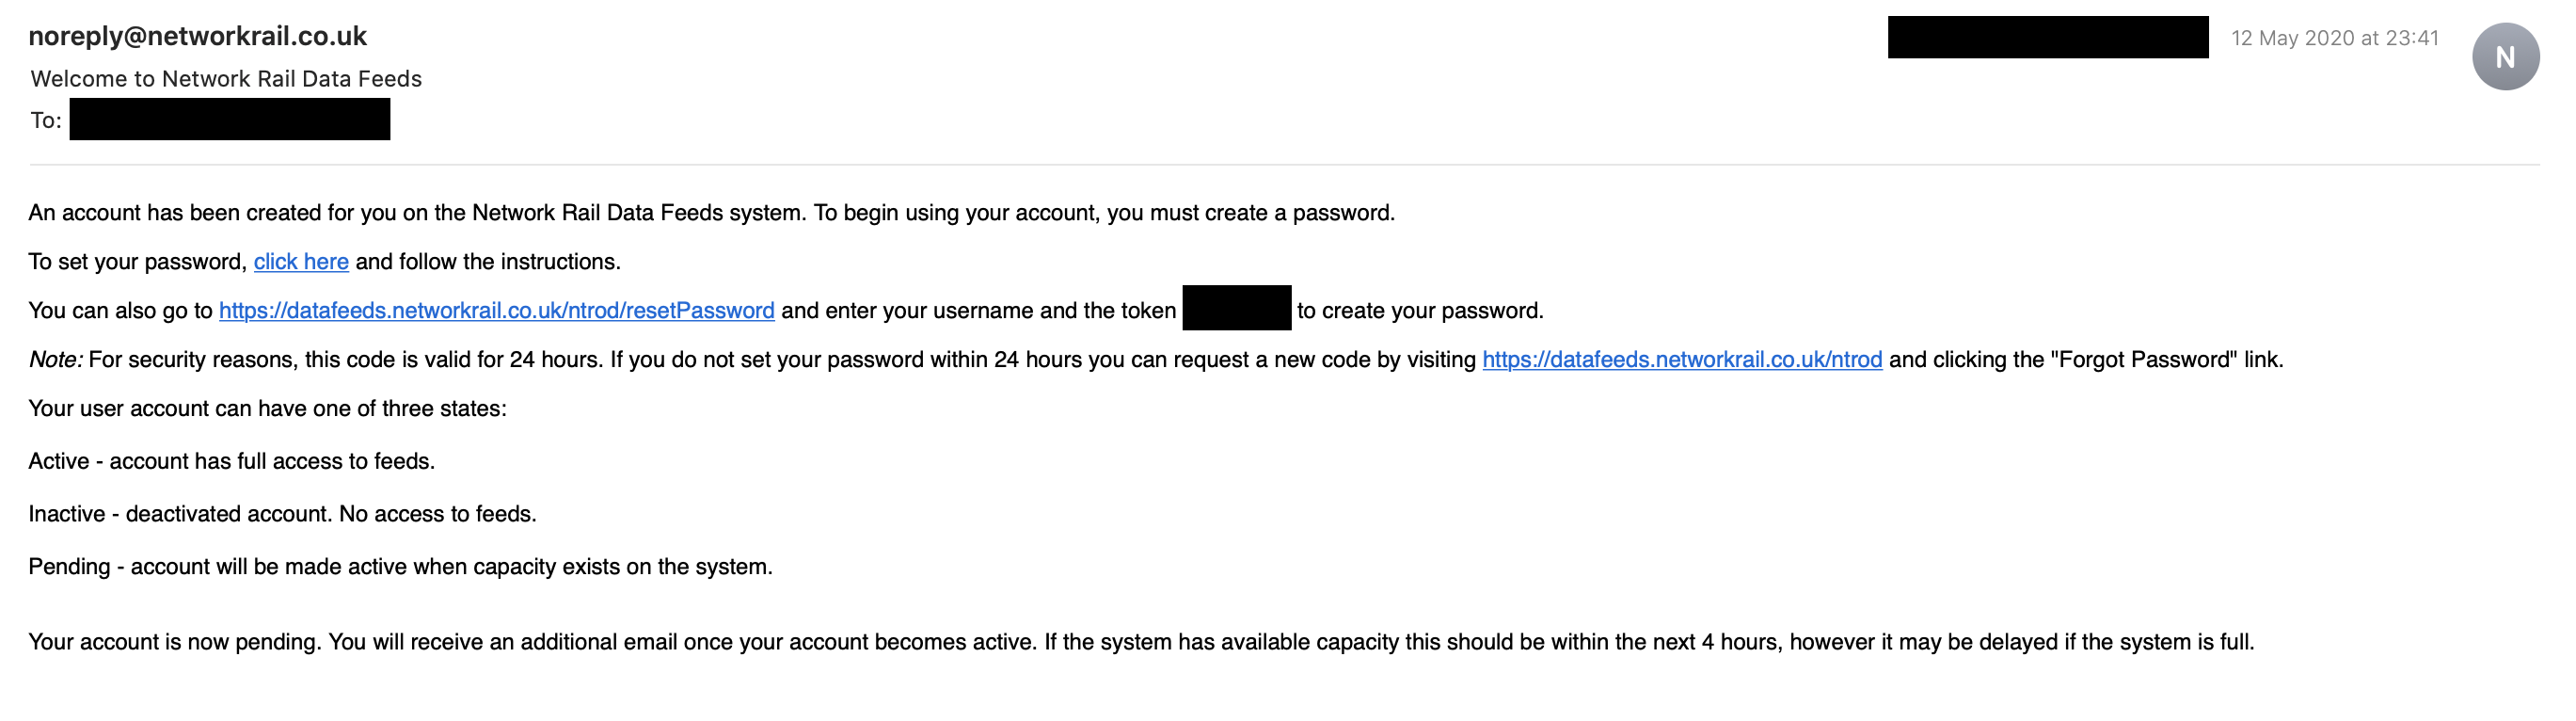 noreply@networkrail.co.uk
12 May 2020 at 23:41
N
Welcome to Network Rail Data Feeds
To:
An account has been created for you on the Network Rail Data Feeds system. To begin using your account, you must create a password.
To set your password, click here and follow the instructions.
You can also go to https://datafeeds.networkrail.co.uk/ntrod/resetPassword and enter your username and the token to create your password.
Note: For security reasons, this code is valid for 24 hours. If you do not set your password within 24 hours you can request a new code by visiting https://datafeeds.networkrail.co.uk/ntrod and clicking the "Forgot Password" link.
Your user account can have one of three states:
Active - account has full access to feeds.
Inactive - deactivated account. No access to feeds.
Pending - account will be made active when capacity exists on the system.
Your account is now pending. You will receive an additional email once your account becomes active. If the system has available capacity this should be within the next 4 hours, however it may be delayed if the system is full.